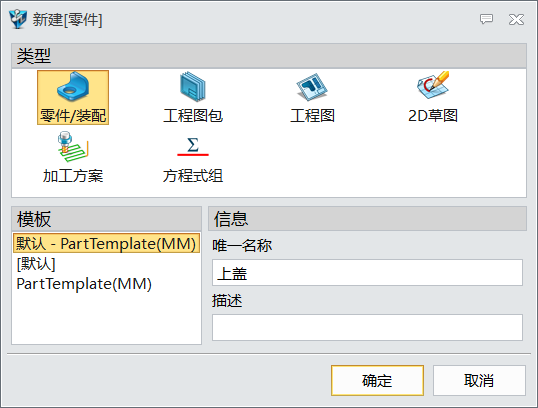 新建[零件]
类型
零件/装配
工程图包
工程图
2D草图
加工方案
Σ
方程式组
模板
默认 - PartTemplate(MM)
[默认]
PartTemplate(MM)
信息
唯一名称
上盖
描述
确定
取消